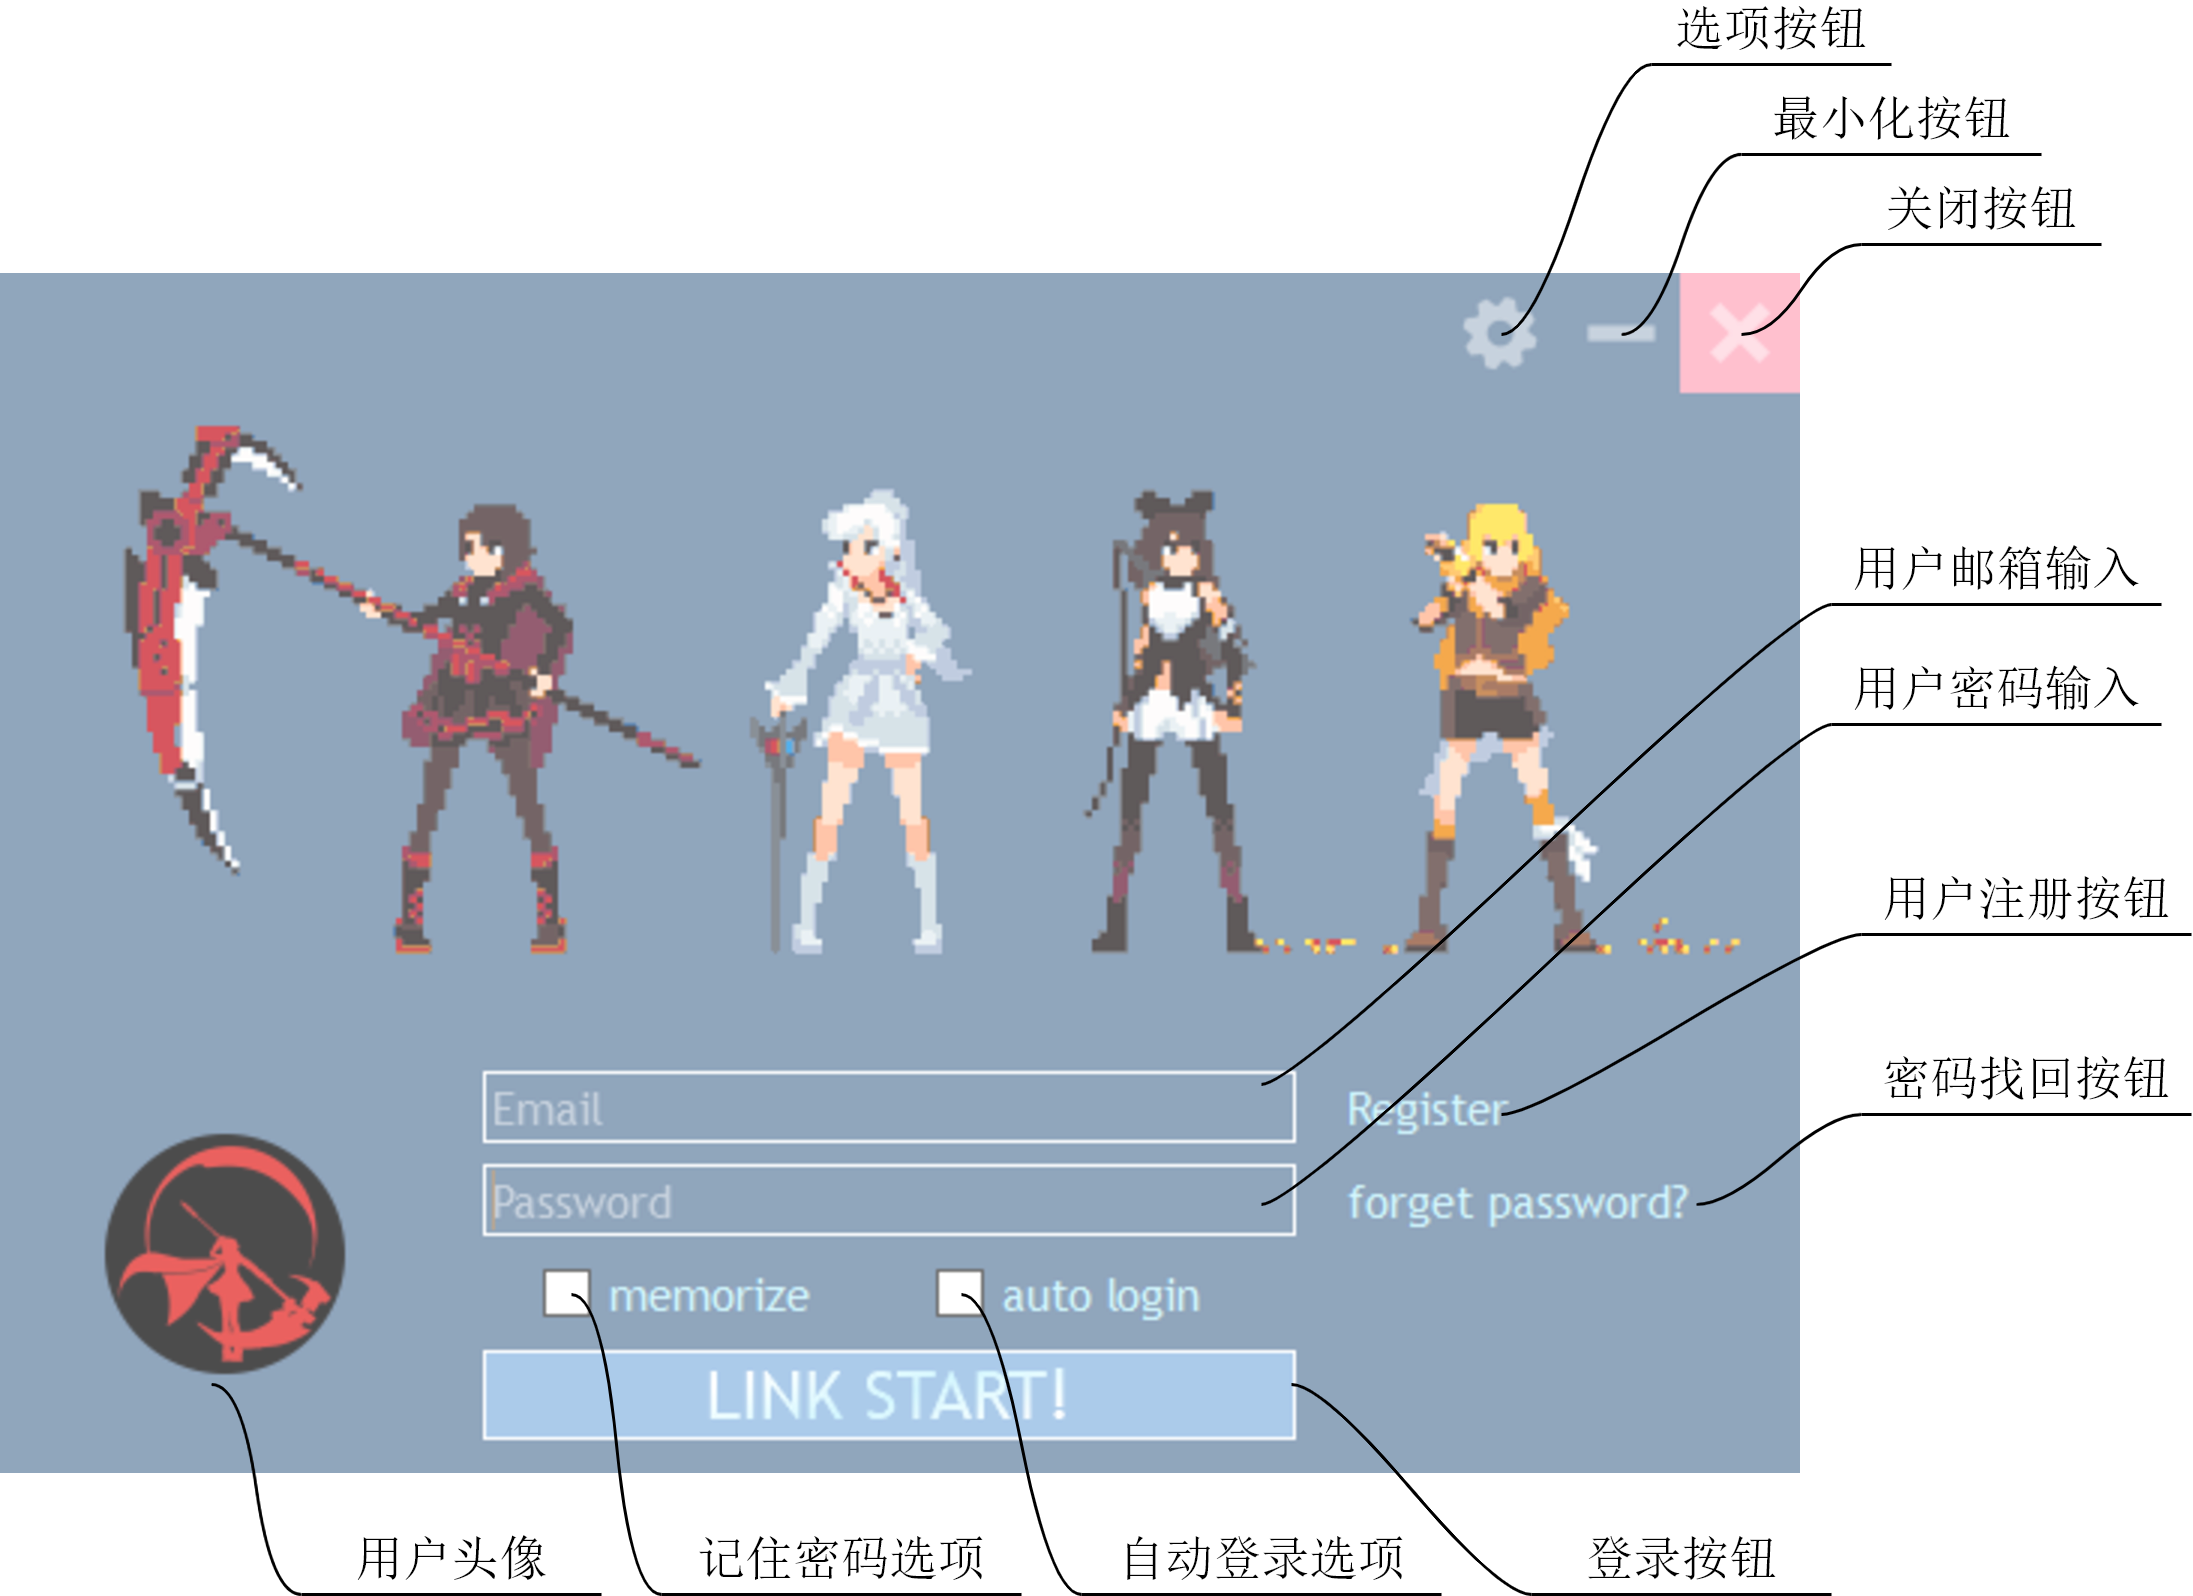 选项按钮
最小化按钮
关闭按钮
用户邮箱输入
用户密码输入
用户注册按钮
密码找回按钮
Email
Register
Password
forget password?
memorize
auto login
LINK START!
用户头像
记住密码选项
自动登录选项
登录按钮